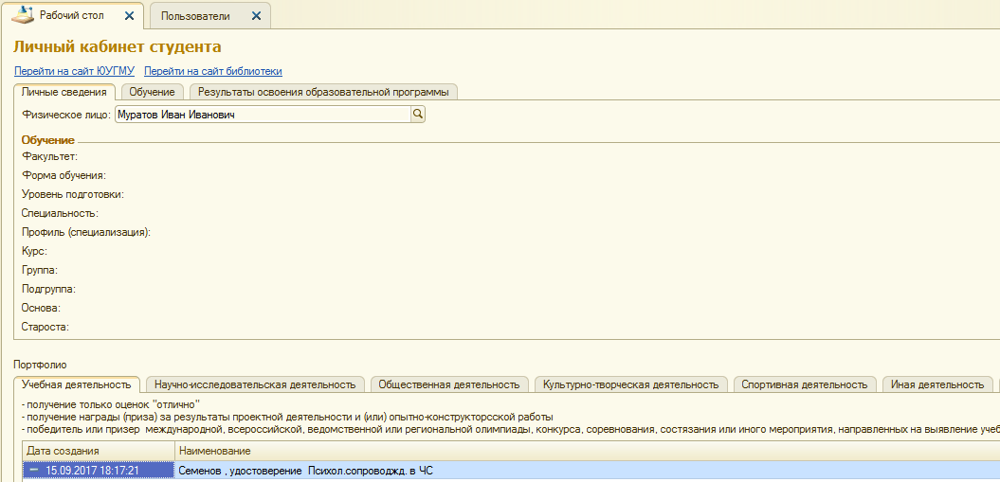 Рабочий стол Пользователи
Личный кабинет студента
Перейти на сайт ЮУГМУ Перейти на сайт библиотеки
Личные сведения Обучение Результаты освоения образовательной программы
Физическое лицо: Муратов Иван Иванович
Обучение
Факультет:
Форма обучения:
Уровень подготовки:
Специальность:
Профиль (специализация):
Курс:
Группа:
Подгруппа:
Основа:
Староста:
Портфолио
Учебная деятельность Научно-исследовательская деятельность Общественная деятельность Культурно-творческая деятельность Спортивная деятельность Иная деятельность
- получение только оценок "отлично"
- получение награды (приза) за результаты проектной деятельности и (или) опытно-конструкторсской работы
- победитель или призер международной, всероссийской, ведомственной или региональной олимпиады, конкурса, соревнования, состязания или иного мероприятия, направленных на выявление учеб
Дата создания Наименование
15.09.2017 18:17:21 Семенов , удостоверение Психол.сопровождж. в ЧС